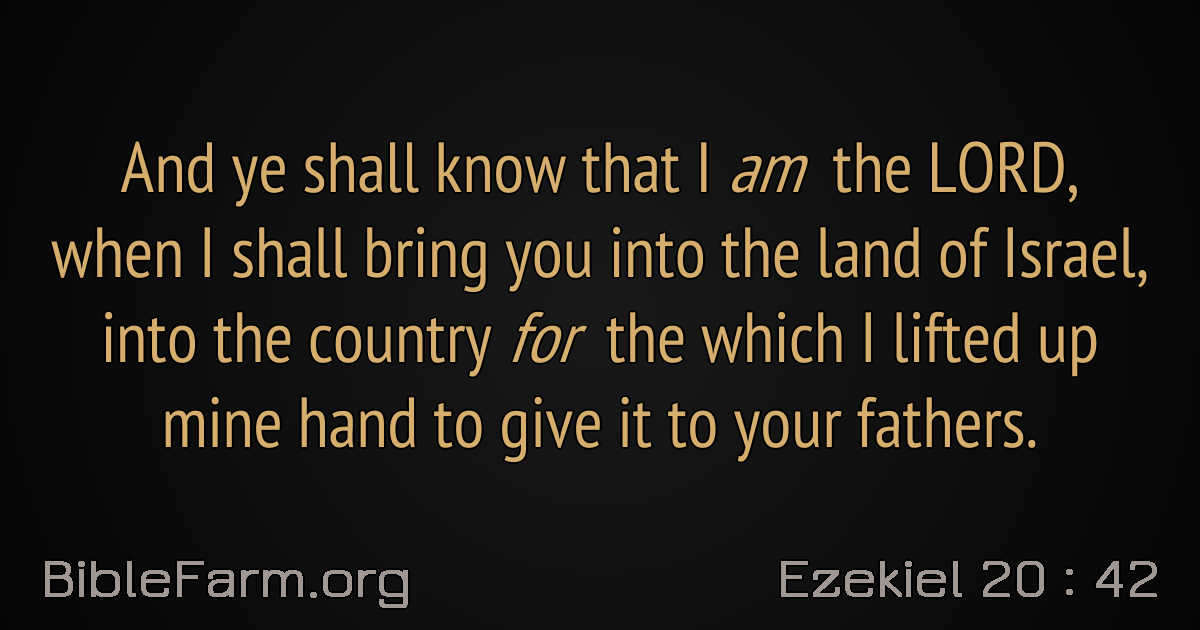 And ye shall know that I am the LORD,
when I shall bring you into the land of Israel,
into the country for the which I lifted up
mine hand to give it to your fathers.
BibleFarm.org
Ezekiel 20 : 42